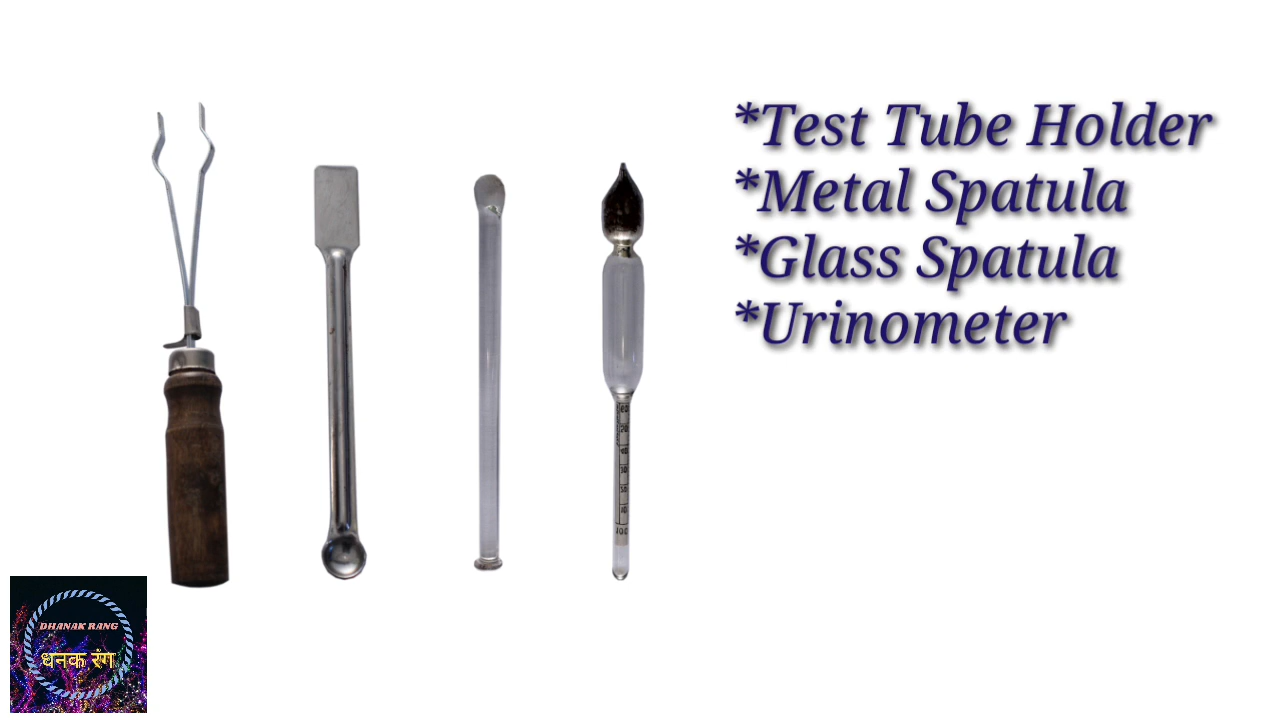 *Test Tube Holder
*Metal Spatula
*Glass Spatula
*Urinometer
DHANAK RANG
धनक रंग